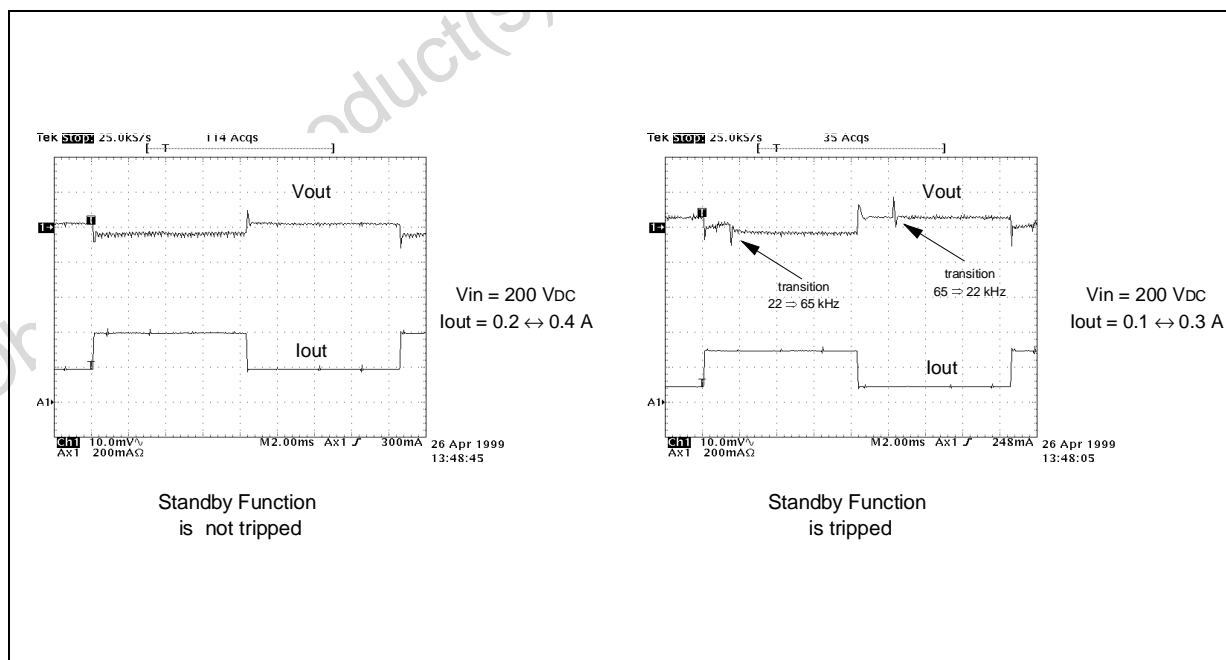 oduct(s)
Tek Stop: 25.0kS/s 114 Acqs
T
Vout
T
1
Iout
T
A1
Ch1 10.0mV M2.00ms Ax1 300mA
Ax1 200mAΩ
26 Apr 1999
13:48:45
Vin = 200 VDC
Iout = 0.2 ↔ 0.4 A
Standby Function
is not tripped
Tek Stop: 25.0kS/s 35 Acqs
T
Vout
T
1
transition
22 ⇒ 65 kHz
transition
65 ⇒ 22 kHz
Iout
T
A1
Ch1 10.0mV M2.00ms Ax1 248mA
Ax1 200mAΩ
26 Apr 1999
13:48:05
Vin = 200 VDC
Iout = 0.1 ↔ 0.3 A
Standby Function
is tripped